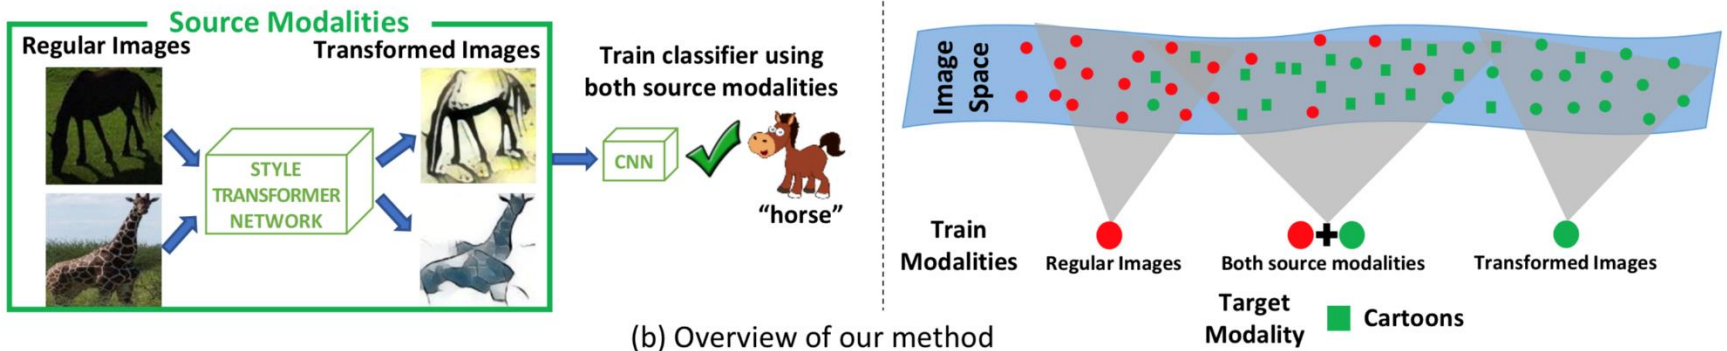 Source Modalities
Regular Images
Transformed Images
STYLE
TRANSFORMER
NETWORK
Train classifier using
both source modalities
CNN
“horse”
Image
Space
Train
Modalities
Regular Images
Both source modalities
Transformed Images
Target
Modality
Cartoons
(b) Overview of our method